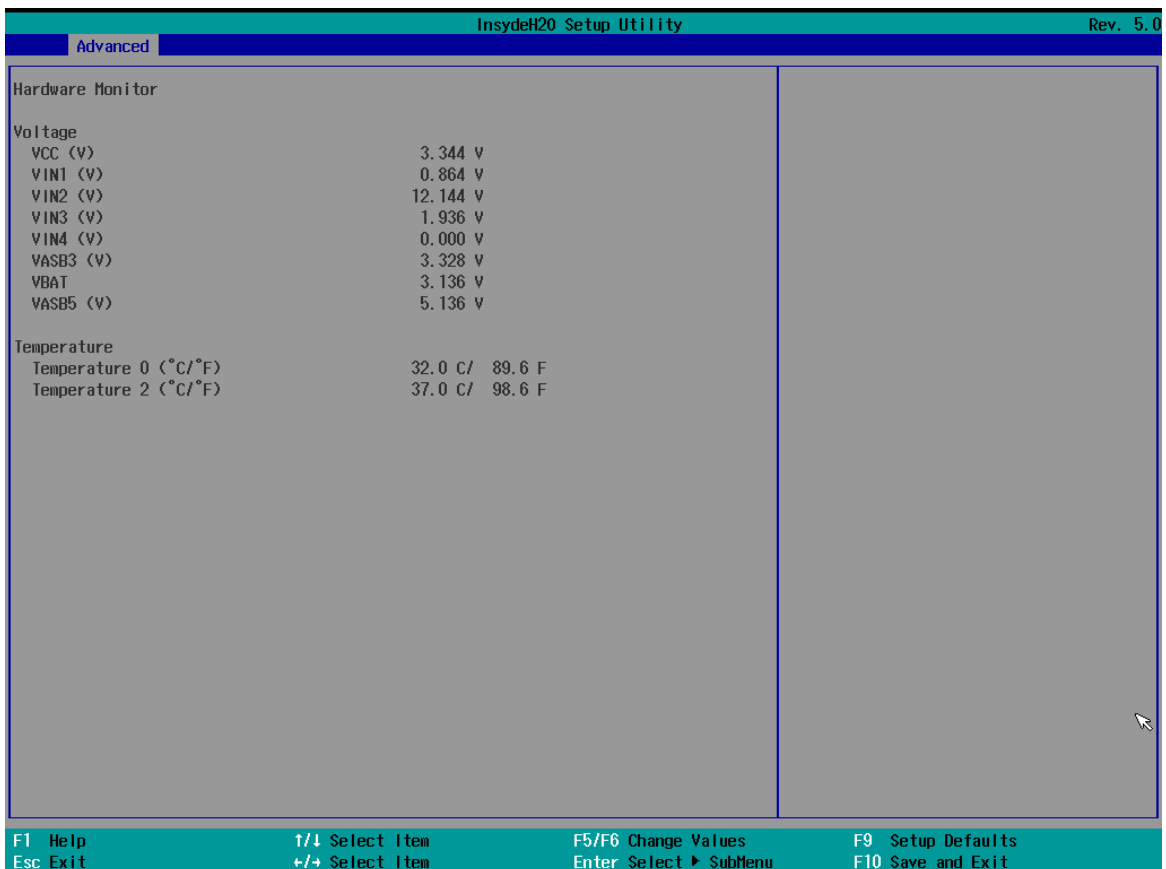 InsydeH20 Setup Utility Rev. 5.0
Advanced
Hardware Monitor
Voltage
VCC (V) 3.344 V
VIN1 (V) 0.864 V
VIN2 (V) 12.144 V
VIN3 (V) 1.936 V
VIN4 (V) 0.000 V
VASB3 (V) 3.328 V
VBAT 3.136 V
VASB5 (V) 5.136 V
Temperature
Temperature 0 (°C/°F) 32.0 C/ 89.6 F
Temperature 2 (°C/°F) 37.0 C/ 98.6 F
F1 Help ↑/↓ Select Item F5/F6 Change Values F9 Setup Defaults
Esc Exit ←/→ Select Item Enter Select ▶ SubMenu F10 Save and Exit